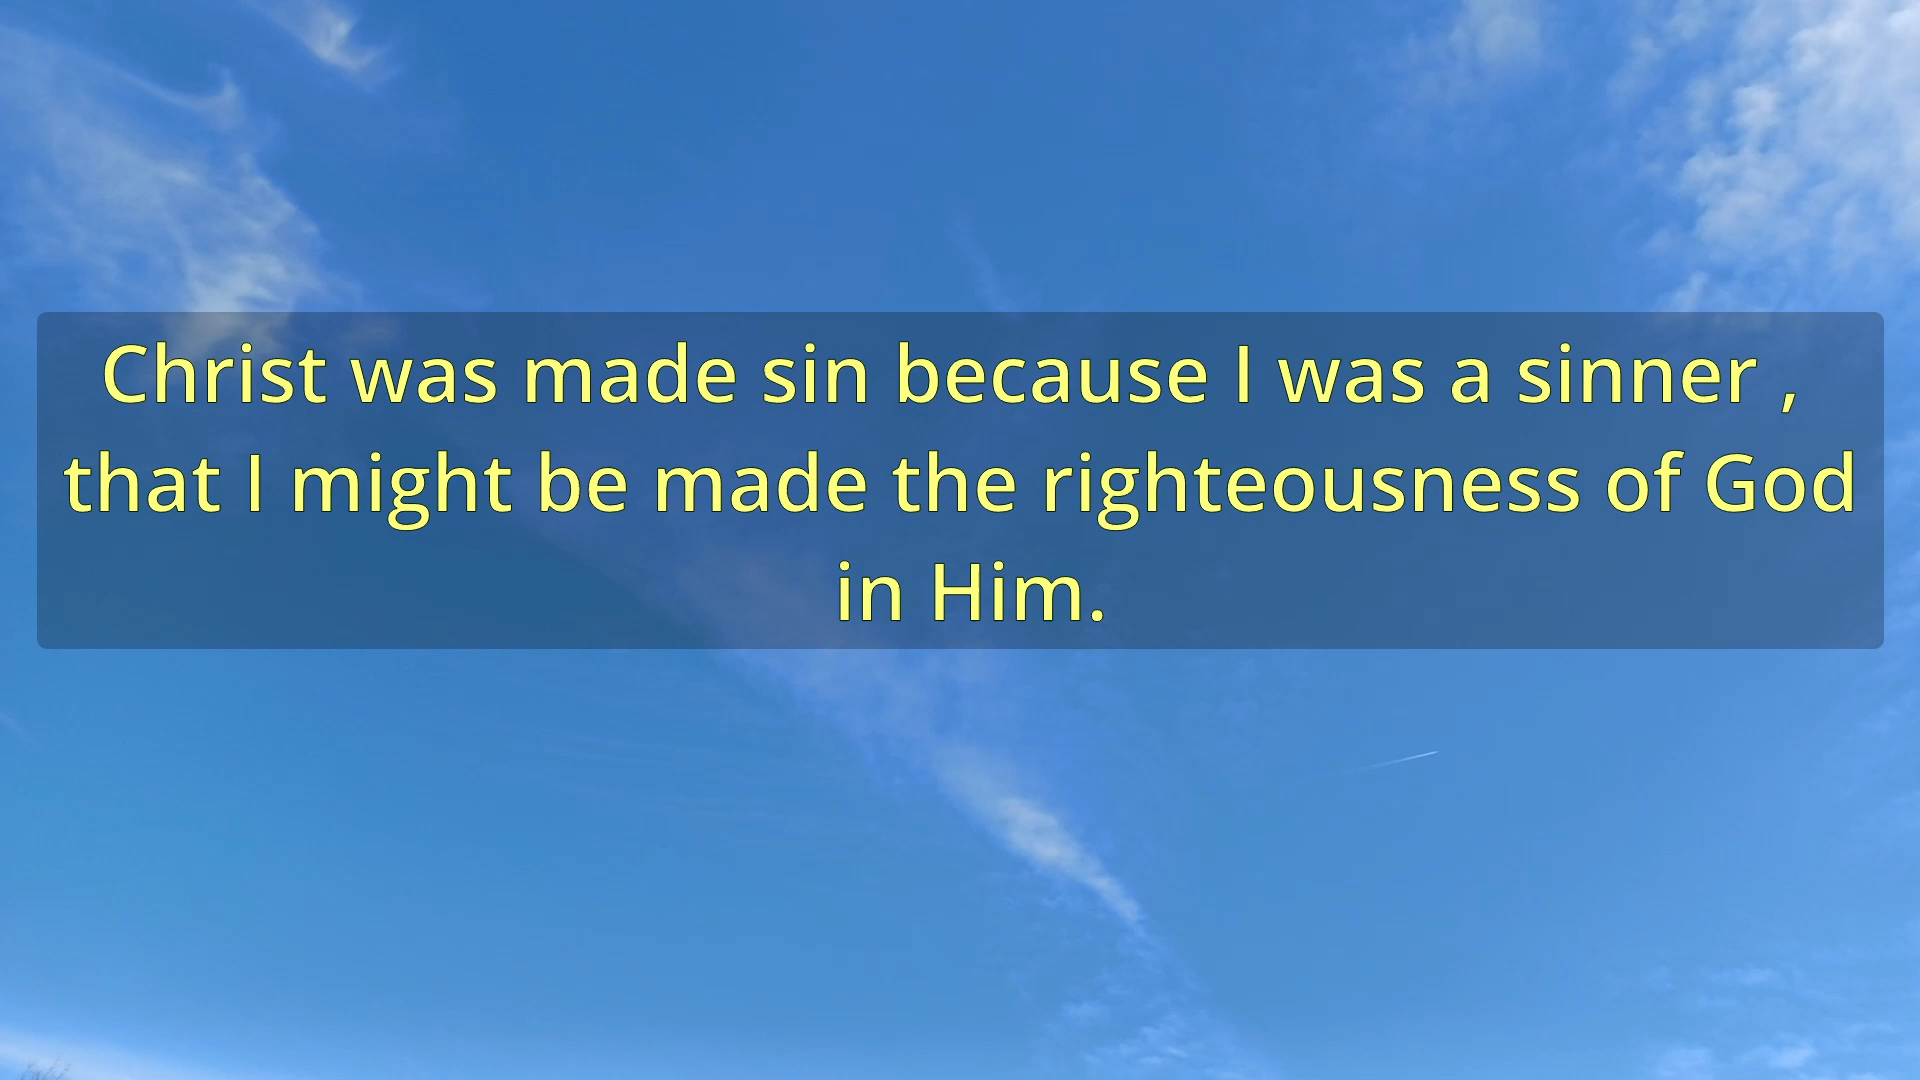 Christ was made sin because I was a sinner ,
that I might be made the righteousness of God
in Him.